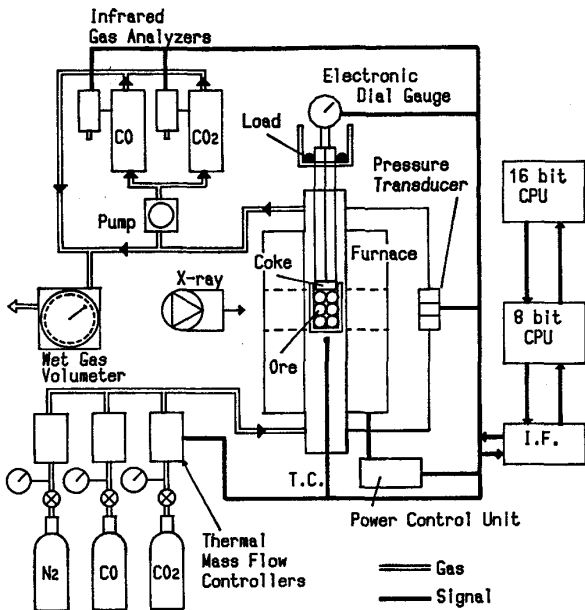 Infrared
Gas Analyzers
Electronic
Dial Gauge
CO
CO2
Load
Pressure
Transducer
16 bit
CPU
Pump
Coke
Furnace
X-ray
8 bit
CPU
Ore
Wet Gas
Volumeter
I.F.
T.C.
Power Control Unit
Thermal
Mass Flow
Controllers
N2
CO
CO2
Gas
Signal